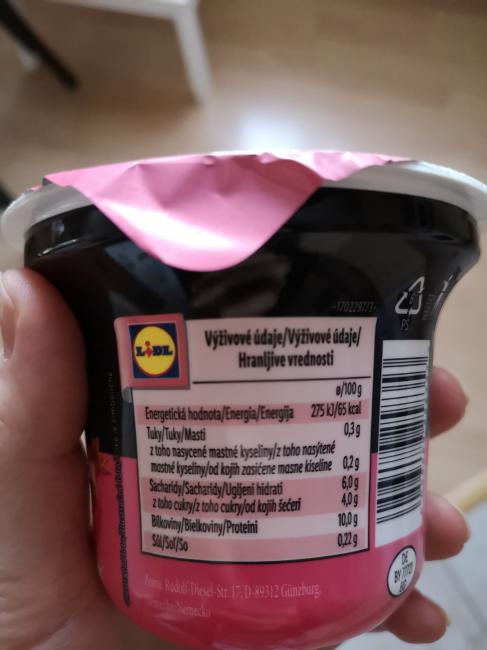 -170229773-
PS
LIDL
Výživové údaje/Výživové údaje/
Hranljive vrednosti
ø/100 g
Energetická hodnota/Energia/Energija 275 kJ/65 kcal
Tuky/Tuky/Masti 0,3 g
z toho nasycené mastné kyseliny/z toho nasýtené
mastné kyseliny/od kojih zasićene masne kiseline 0,2 g
Sacharidy/Sacharidy/Ugljeni hidrati 6,0 g
z toho cukry/z toho cukry/od kojih šećeri 4,0 g
Bílkoviny/Bielkoviny/Proteini 10,0 g
Sůl/Soľ/So 0,22 g
Rudolf-Diesel-Str. 17, D-89312 Günzburg,
Německo/Nemecko
DE
BY 77721
EG